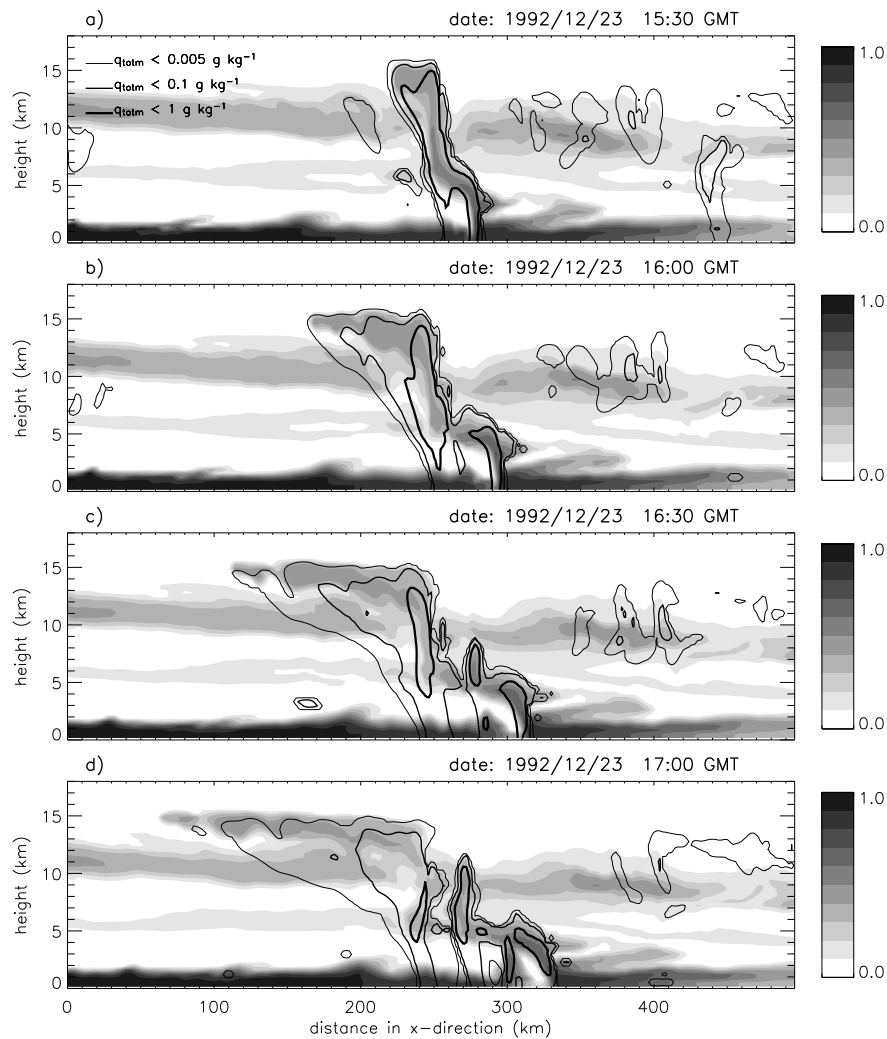 a) date: 1992/12/23 15:30 GMT
q_totm < 0.005 g kg⁻¹
q_totm < 0.1 g kg⁻¹
q_totm < 1 g kg⁻¹
15
10
5
0
height (km)
1.0
0.0
b) date: 1992/12/23 16:00 GMT
15
10
5
0
height (km)
1.0
0.0
c) date: 1992/12/23 16:30 GMT
15
10
5
0
height (km)
1.0
0.0
d) date: 1992/12/23 17:00 GMT
15
10
5
0
height (km)
1.0
0.0
0 100 200 300 400
distance in x-direction (km)